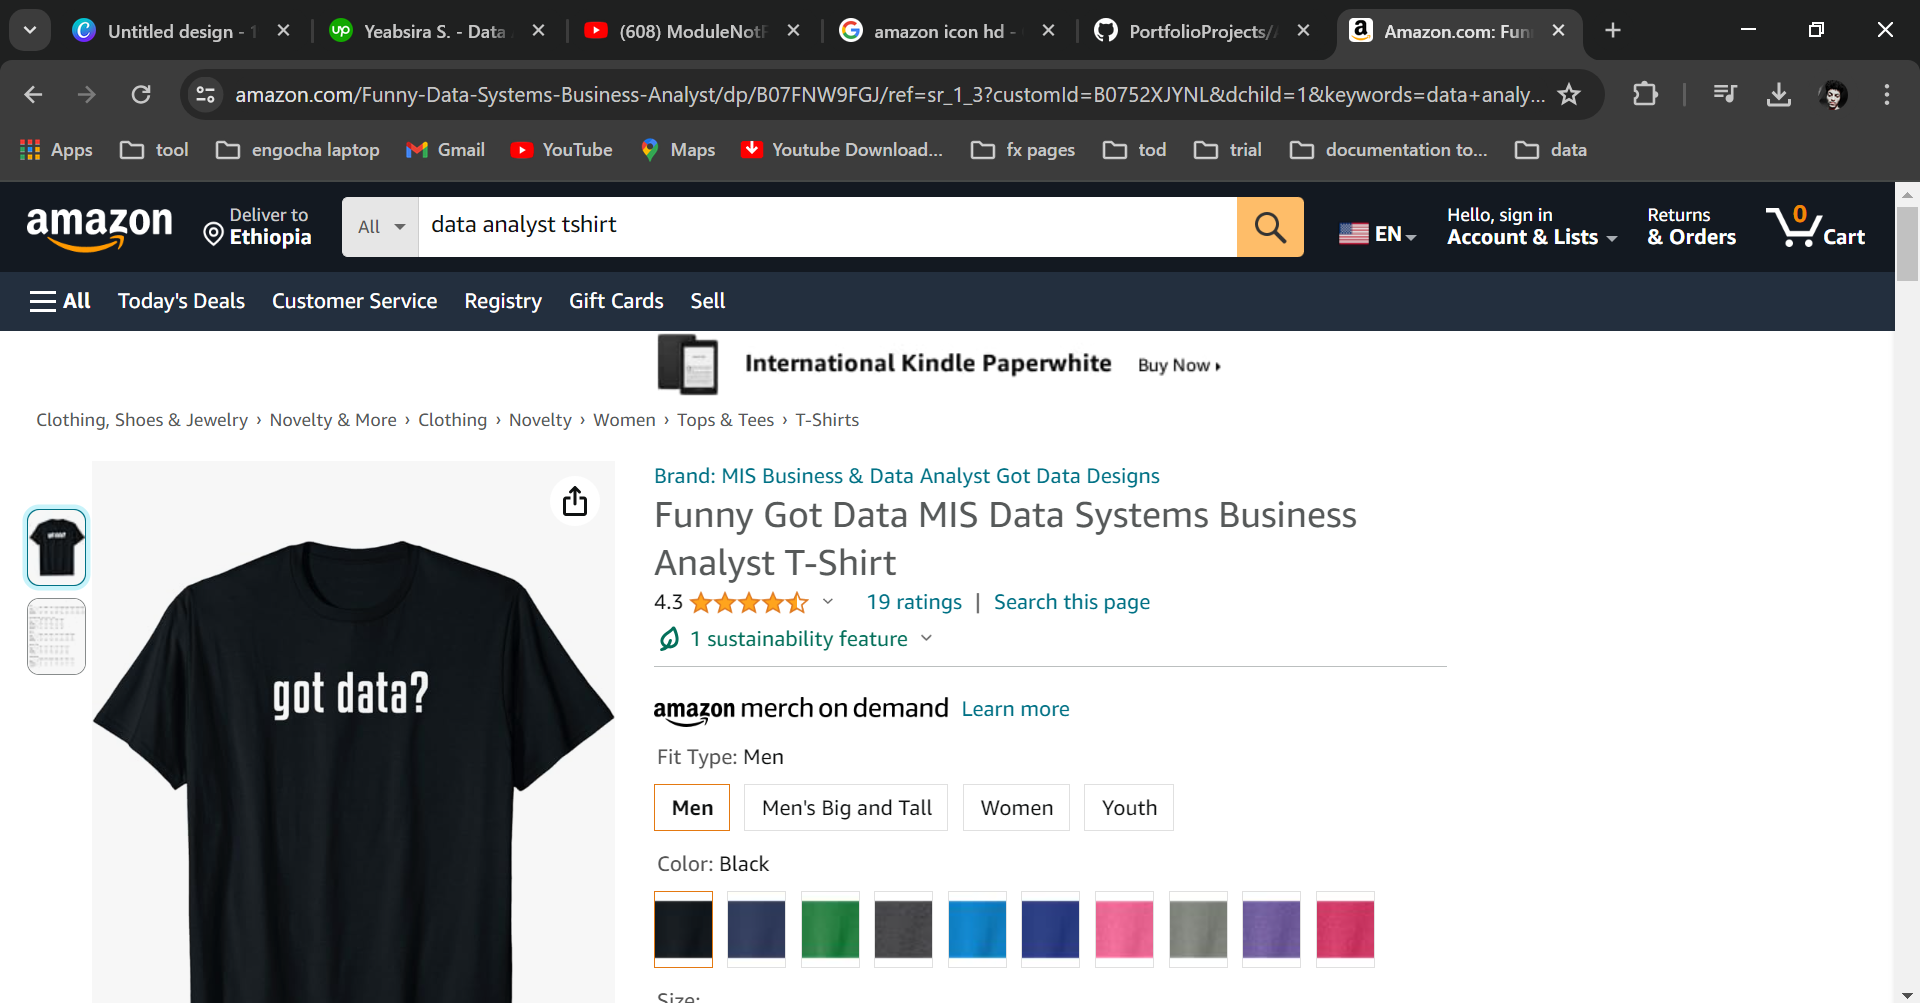 Untitled design - 1
Yeabsira S. - Data
(608) ModuleNotF
amazon icon hd -
PortfolioProjects/
Amazon.com: Fun
amazon.com/Funny-Data-Systems-Business-Analyst/dp/B07FNW9FGJ/ref=sr_1_3?customId=B0752XJYNL&dchild=1&keywords=data+analy...
Apps tool engocha laptop Gmail YouTube Maps Youtube Download... fx pages tod trial documentation to... data
amazon
Deliver to
Ethiopia
All
data analyst tshirt
EN
Hello, sign in
Account & Lists
Returns
& Orders
0
Cart
All Today's Deals Customer Service Registry Gift Cards Sell
International Kindle Paperwhite Buy Now
Clothing, Shoes & Jewelry › Novelty & More › Clothing › Novelty › Women › Tops & Tees › T-Shirts
got data?
Brand: MIS Business & Data Analyst Got Data Designs
Funny Got Data MIS Data Systems Business
Analyst T-Shirt
4.3 19 ratings | Search this page
1 sustainability feature
amazon merch on demand Learn more
Fit Type: Men
Men Men's Big and Tall Women Youth
Color: Black
Size: